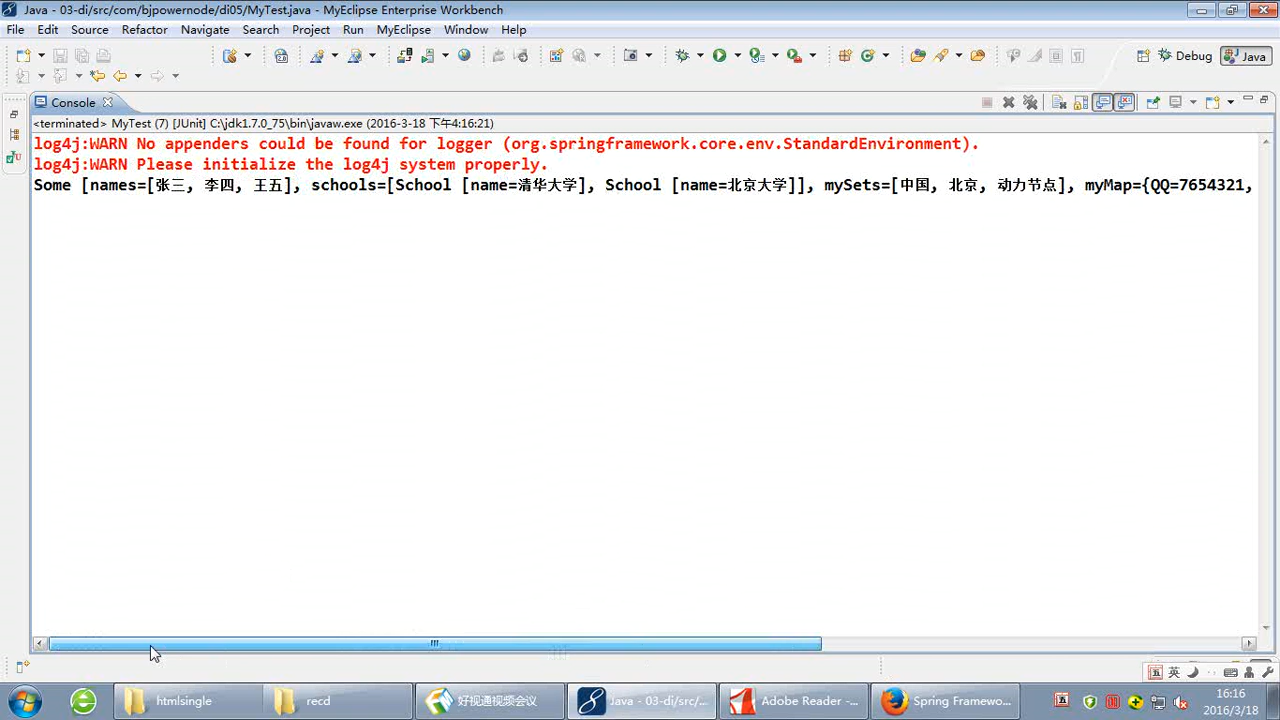 Java - 03-di/src/com/bjpowernode/di05/MyTest.java - MyEclipse Enterprise Workbench
File Edit Source Refactor Navigate Search Project Run MyEclipse Window Help
Debug Java
Console
<terminated> MyTest (7) [JUnit] C:\jdk1.7.0_75\bin\javaw.exe (2016-3-18 下午4:16:21)
log4j:WARN No appenders could be found for logger (org.springframework.core.env.StandardEnvironment).
log4j:WARN Please initialize the log4j system properly.
Some [names=[张三, 李四, 王五], schools=[School [name=清华大学], School [name=北京大学]], mySets=[中国, 北京, 动力节点], myMap={QQ=7654321,
五 英
htmlsingle recd 好视通视频会议 Java - 03-di/src/... Adobe Reader -... Spring Framewo... 五 16:16
2016/3/18